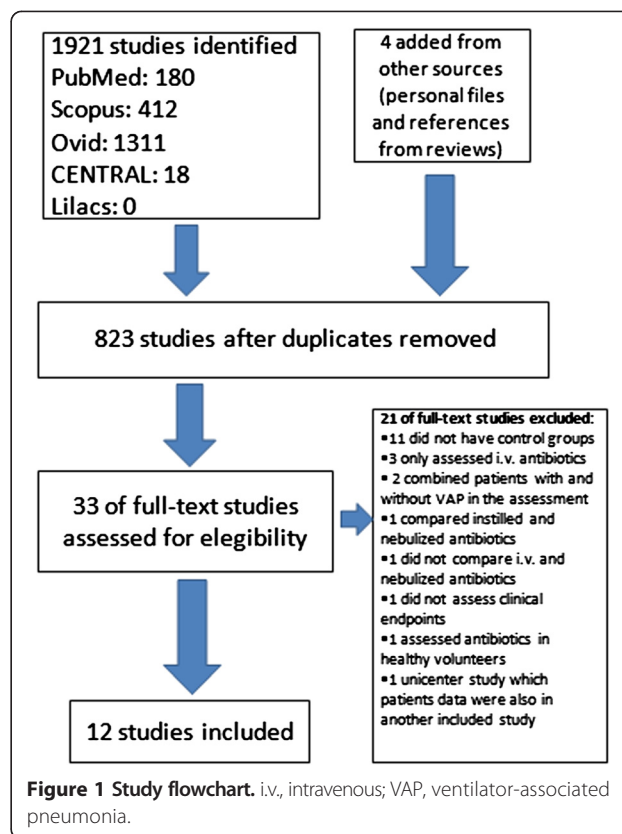 1921 studies identified
PubMed: 180
Scopus: 412
Ovid: 1311
CENTRAL: 18
Lilacs: 0
4 added from
other sources
(personal files
and references
from reviews)
823 studies after duplicates removed
33 of full-text studies
assessed for elegibility
21 of full-text studies excluded:
▪11 did not have control groups
▪3 only assessed i.v. antibiotics
▪ 2 combined patients with and
without VAP in the assessment
▪1 compared instilled and
nebulized antibiotics
▪1 did not compare i.v. and
nebulized antibiotics
▪1 did not assess clinical
endpoints
▪1 assessed antibiotics in
healthy volunteers
▪1 unicenter study which
patients data were also in
another included study
12 studies included
Figure 1 Study flowchart. i.v., intravenous; VAP, ventilator-associated
pneumonia.